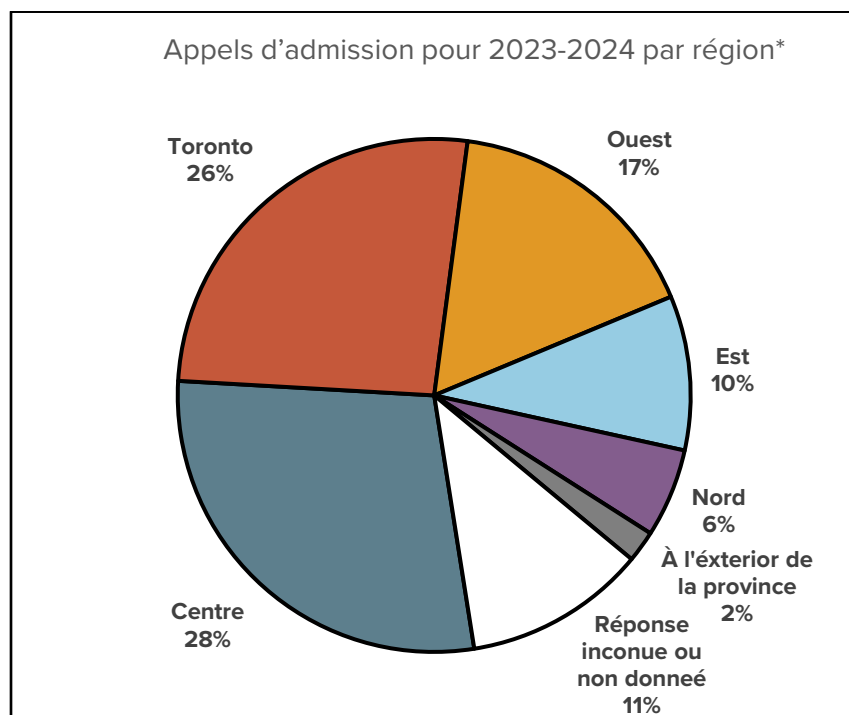 Appels d’admission pour 2023-2024 par région*
Toronto
26%
Ouest
17%
Est
10%
Nord
6%
À l'éxterior de
la province
2%
Réponse
inconue ou
non donneé
11%
Centre
28%